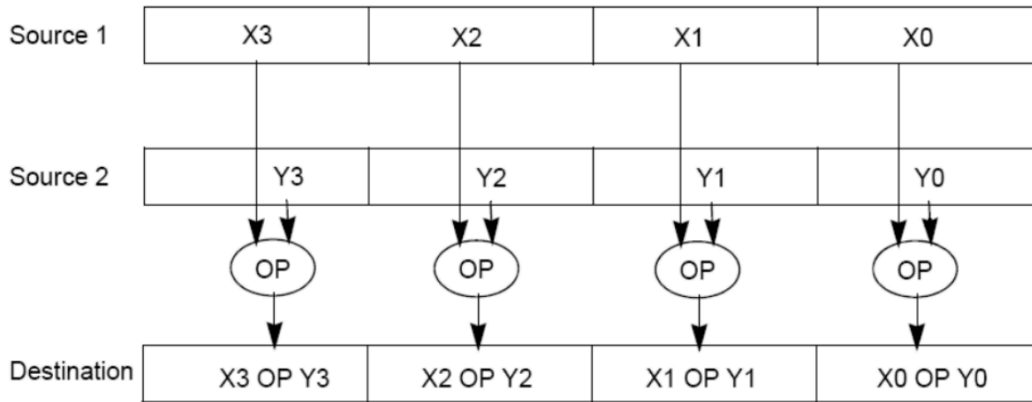 Source 1 X3 X2 X1 X0
Source 2 Y3 Y2 Y1 Y0
OP OP OP OP
Destination X3 OP Y3 X2 OP Y2 X1 OP Y1 X0 OP Y0